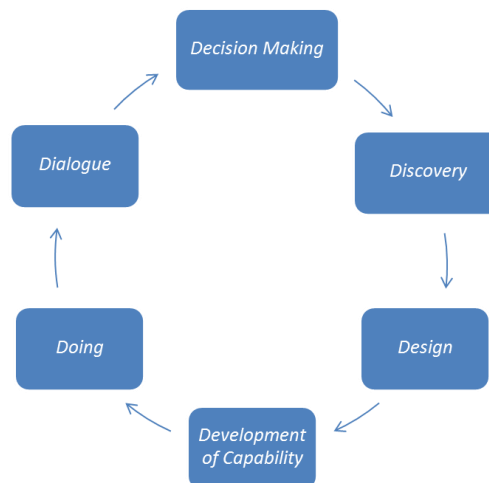 Decision Making
Discovery
Design
Development
of Capability
Doing
Dialogue